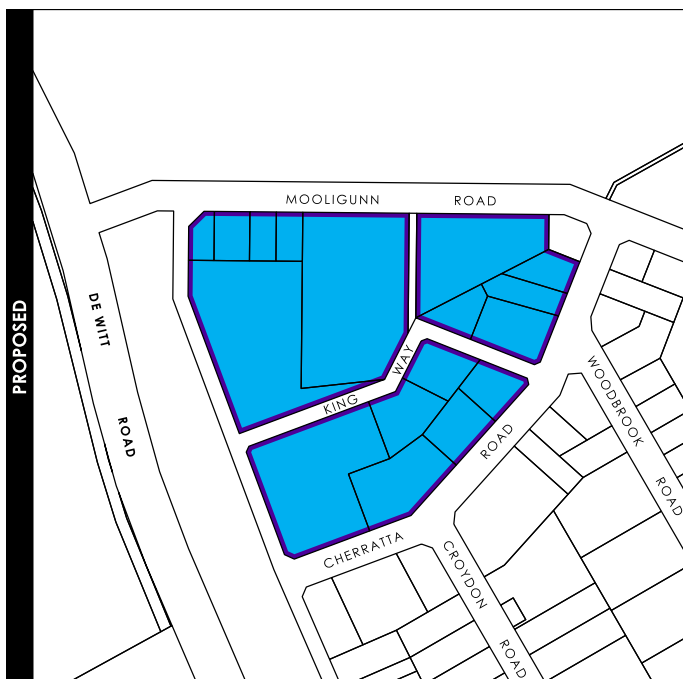 PROPOSED
MOOLIGUNN ROAD
DE WITT ROAD
KING WAY
WOODBROOK ROAD
CHERRATTA ROAD
CROYDON ROAD